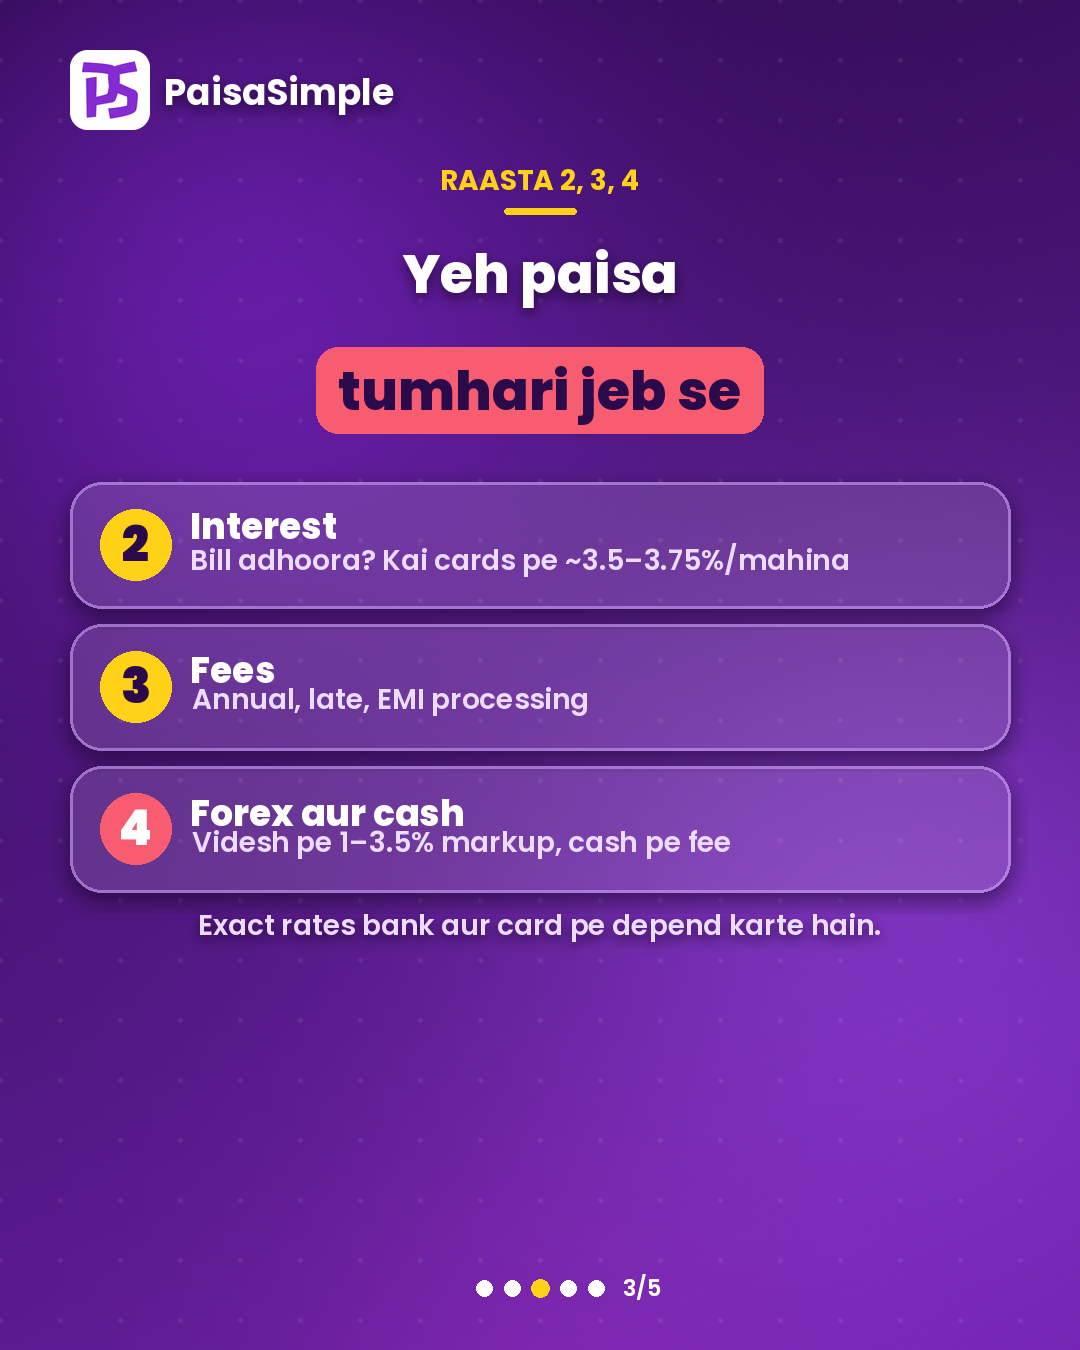 PS PaisaSimple
RAASTA 2, 3, 4
Yeh paisa
tumhari jeb se
2 Interest
Bill adhoora? Kai cards pe ~3.5–3.75%/mahina
3 Fees
Annual, late, EMI processing
4 Forex aur cash
Videsh pe 1–3.5% markup, cash pe fee
Exact rates bank aur card pe depend karte hain.
3/5